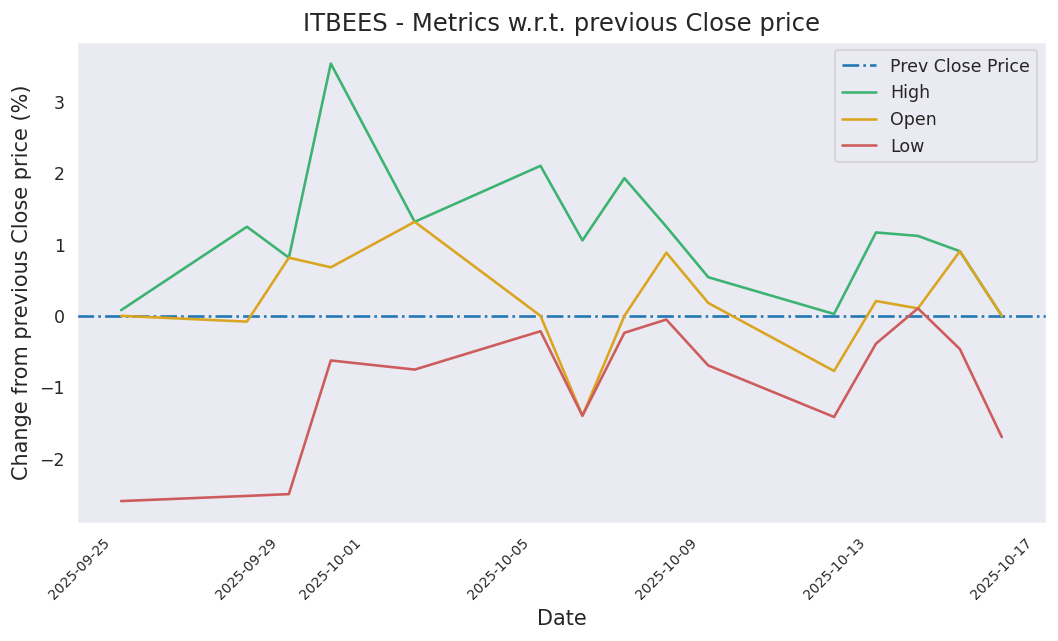 ITBEES - Metrics w.r.t. previous Close price
Change from previous Close price (%)
3
2
1
0
−1
−2
Prev Close Price
High
Open
Low
2025-09-25
2025-09-29
2025-10-01
2025-10-05
2025-10-09
2025-10-13
2025-10-17
Date